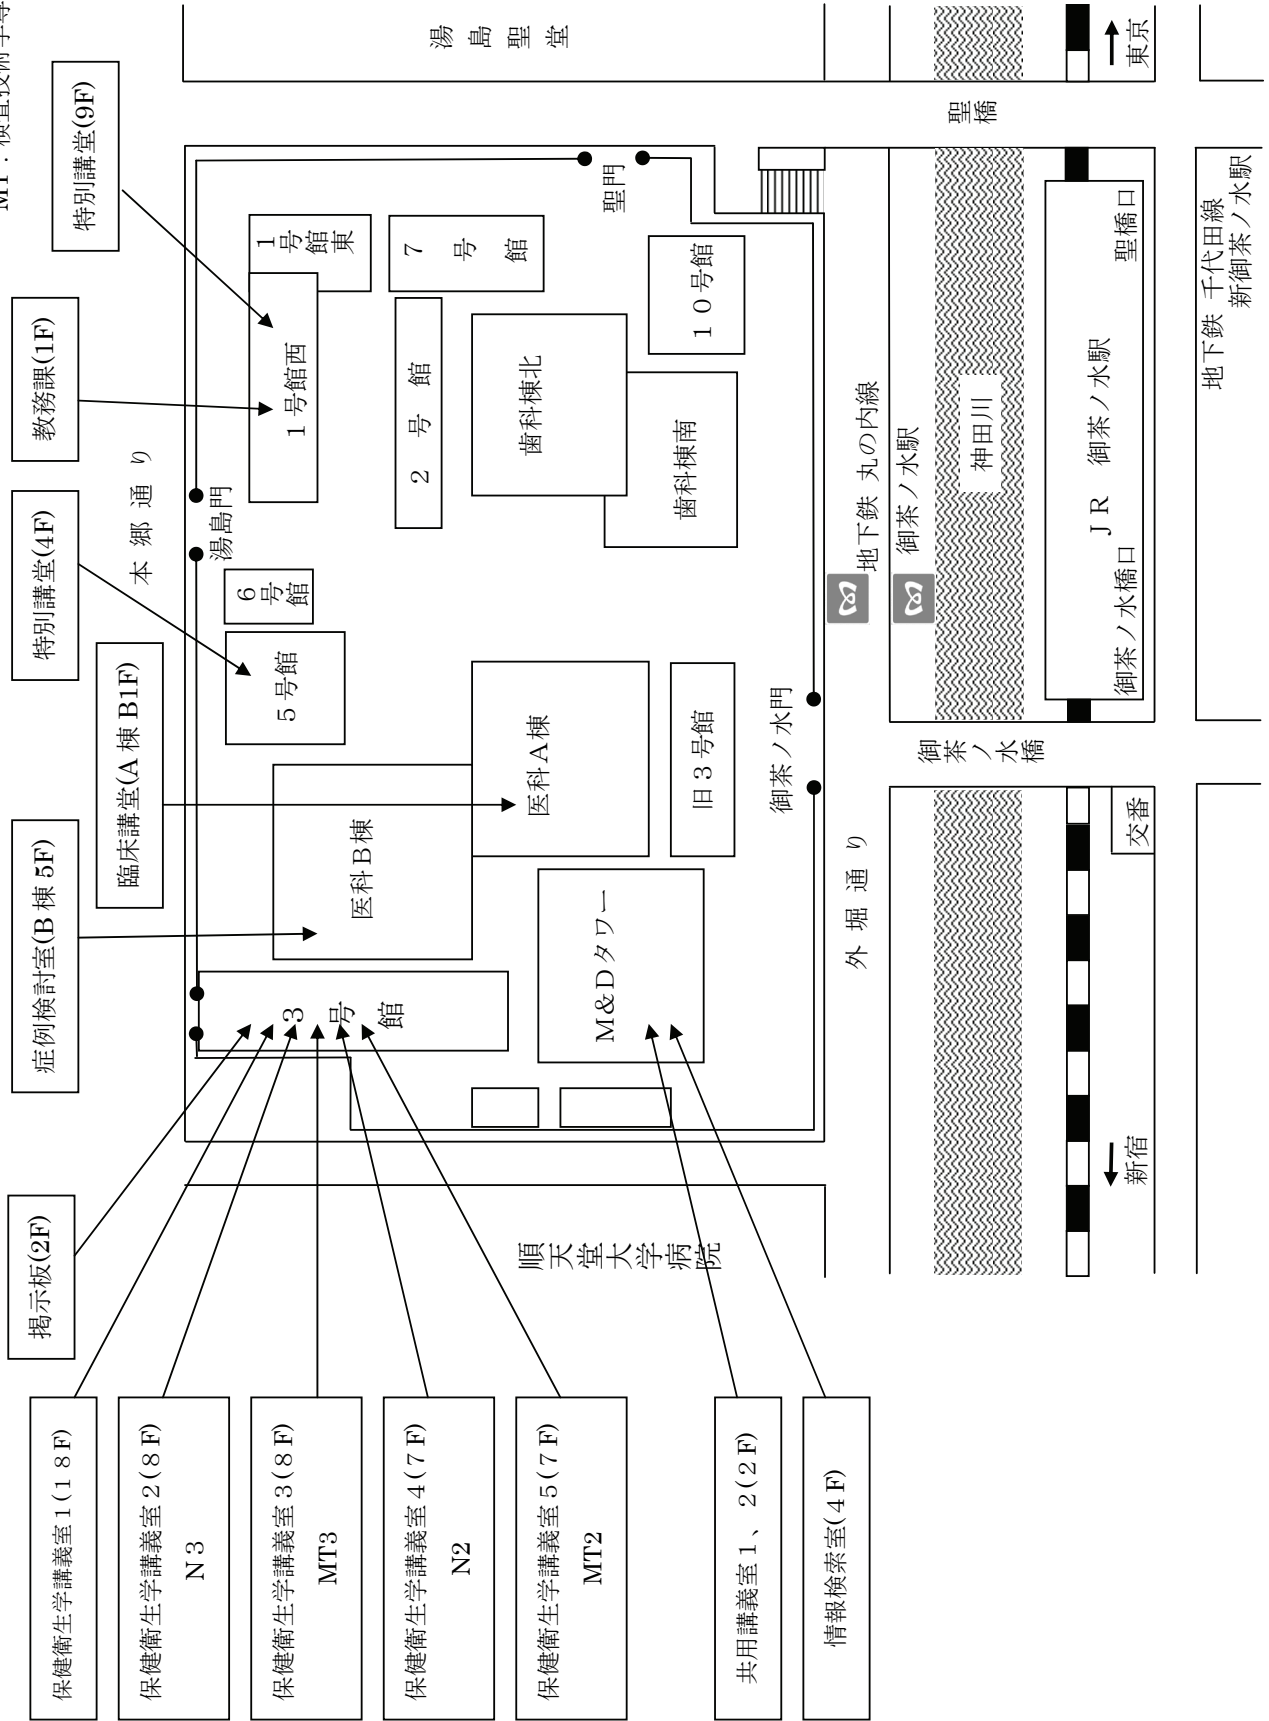 MT：検査技術学専
保健衛生学講義室１(１８F)
保健衛生学講義室２(８F)
Ｎ３
保健衛生学講義室３(８F)
MT3
保健衛生学講義室４(７F)
N2
保健衛生学講義室５(７F)
MT2
共用講義室１、２(２F)
情報検索室(４F)
掲示板(2F)
症例検討室(B棟5F)
臨床講堂(A棟B1F)
特別講堂(4F)
教務課(1F)
特別講堂(9F)
本郷通り
湯島門
３号館
医科Ｂ棟
医科Ａ棟
５号館
６号館
１号館西
１号館東
２号館
７号館
歯科棟北
歯科棟南
１０号館
旧３号館
M&Dタワー
聖門
御茶ノ水門
湯島聖堂
順天堂大学病院
外堀通り
地下鉄 丸の内線
御茶ノ水駅
神田川
聖橋
御茶ノ水橋
御茶ノ水橋口
ＪＲ 御茶ノ水駅
聖橋口
交番
新宿
東京
地下鉄 千代田線
新御茶ノ水駅